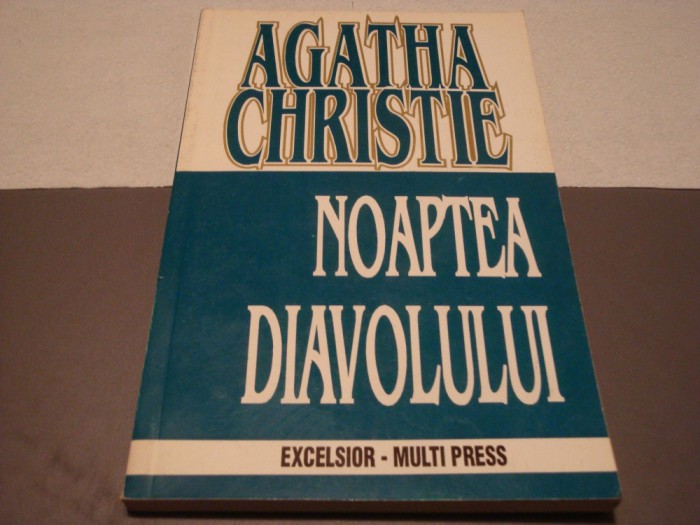 AGATHA
CHRISTIE
NOAPTEA
DIAVOLULUI
EXCELSIOR - MULTI PRESS